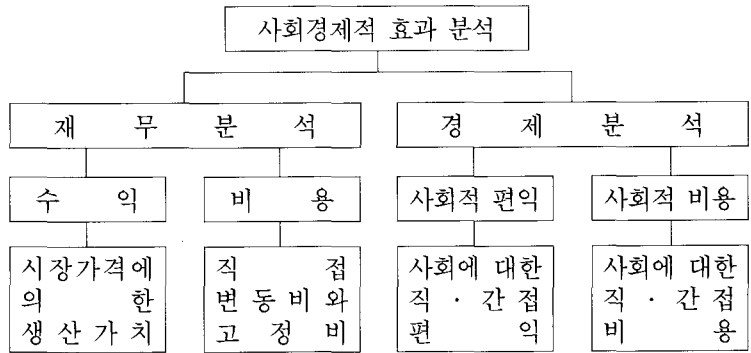 사회경제적 효과 분석
재 무 분 석
경 제 분 석
수 익
비 용
사회적 편익
사회적 비용
시장가격에
의 한
생산가치
직 접
변동비와
고 정 비
사회에 대한
직 · 간접
편 익
사회에 대한
직 · 간접
비 용